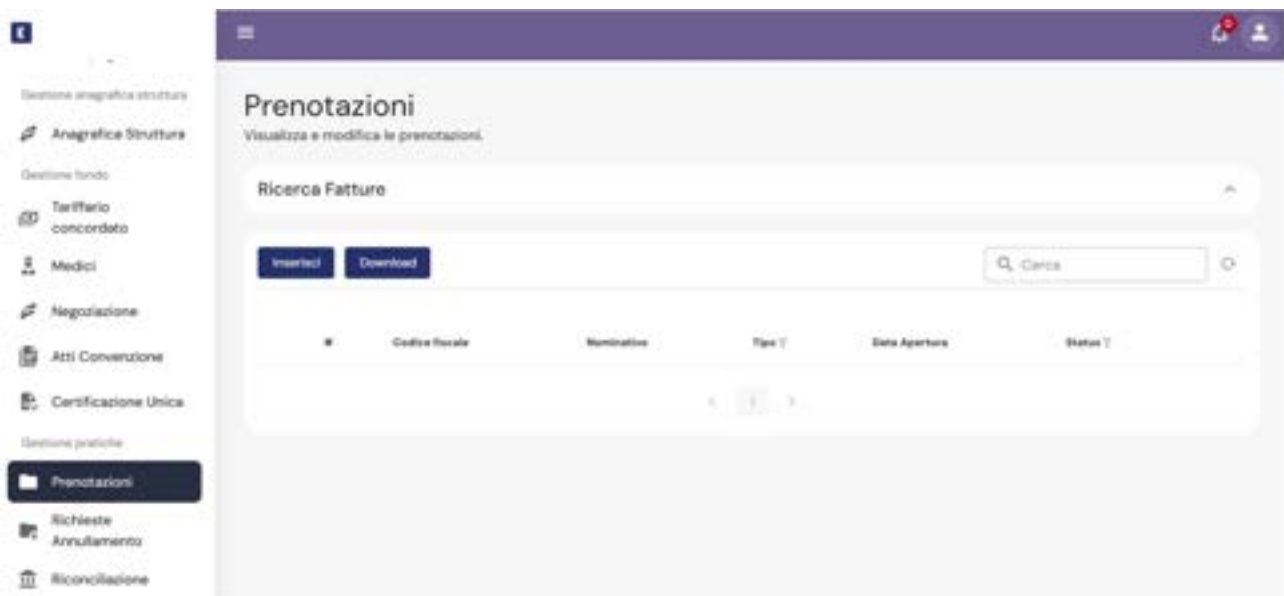 Gestione anagrafica struttura
Anagrafica Struttura
Gestione fondo
Tariffario
concordato
Medici
Negoziazione
Atti Convenzione
Certificazione Unica
Gestione pratiche
Prenotazioni
Richieste
Annullamento
Riconciliazione
Prenotazioni
Visualizza e modifica le prenotazioni.
Ricerca Fatture
Inserisci Download Cerca
# Codice fiscale Nominativo Tipo Data Apertura Status
< 1 >